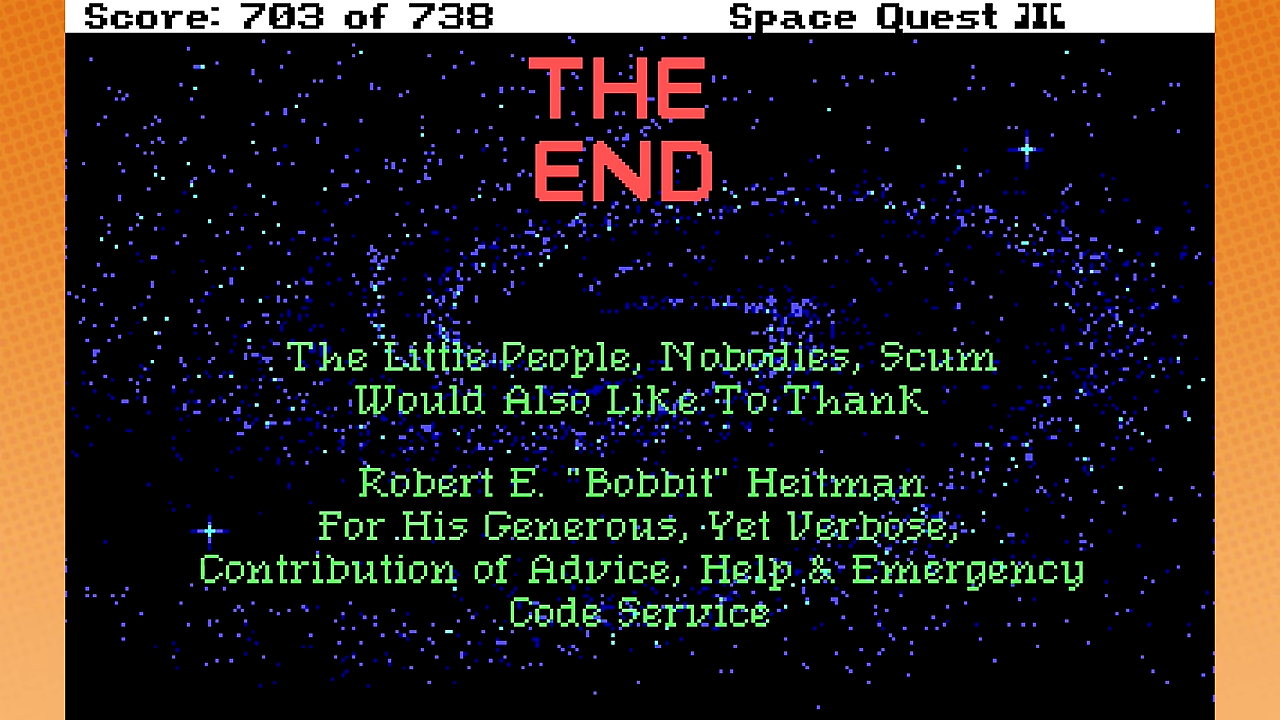 Score: 703 of 738 Space Quest III
THE
END
The Little People, Nobodies, Scum
Would Also Like To Thank
Robert E. "Bobbit" Heitman
For His Generous, Yet Verbose,
Contribution of Advice, Help & Emergency
Code Service